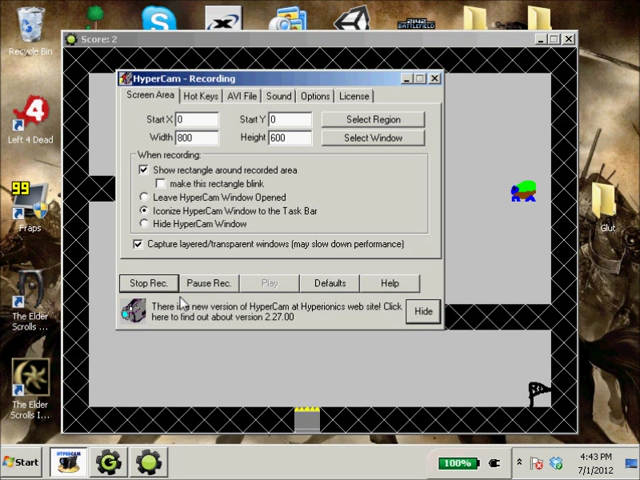 Recycle Bin
BATTLEFIELD
Score: 2
HyperCam - Recording
Screen Area Hot Keys AVI File Sound Options License
Start X 0 Start Y 0 Select Region
Width 800 Height 600 Select Window
When recording:
Show rectangle around recorded area
make this rectangle blink
Leave HyperCam Window Opened
Iconize HyperCam Window to the Task Bar
Hide HyperCam Window
Capture layered/transparent windows (may slow down performance)
Stop Rec. Pause Rec. Play Defaults Help
There is a new version of HyperCam at Hyperionics web site! Click
here to find out about version 2.27.00
Hide
4
Left 4 Dead
99
Fraps
The Elder
Scrolls ...
The Elder
Scrolls I...
Glut
Start
HYPERCAM
100%
4:43 PM
7/1/2012